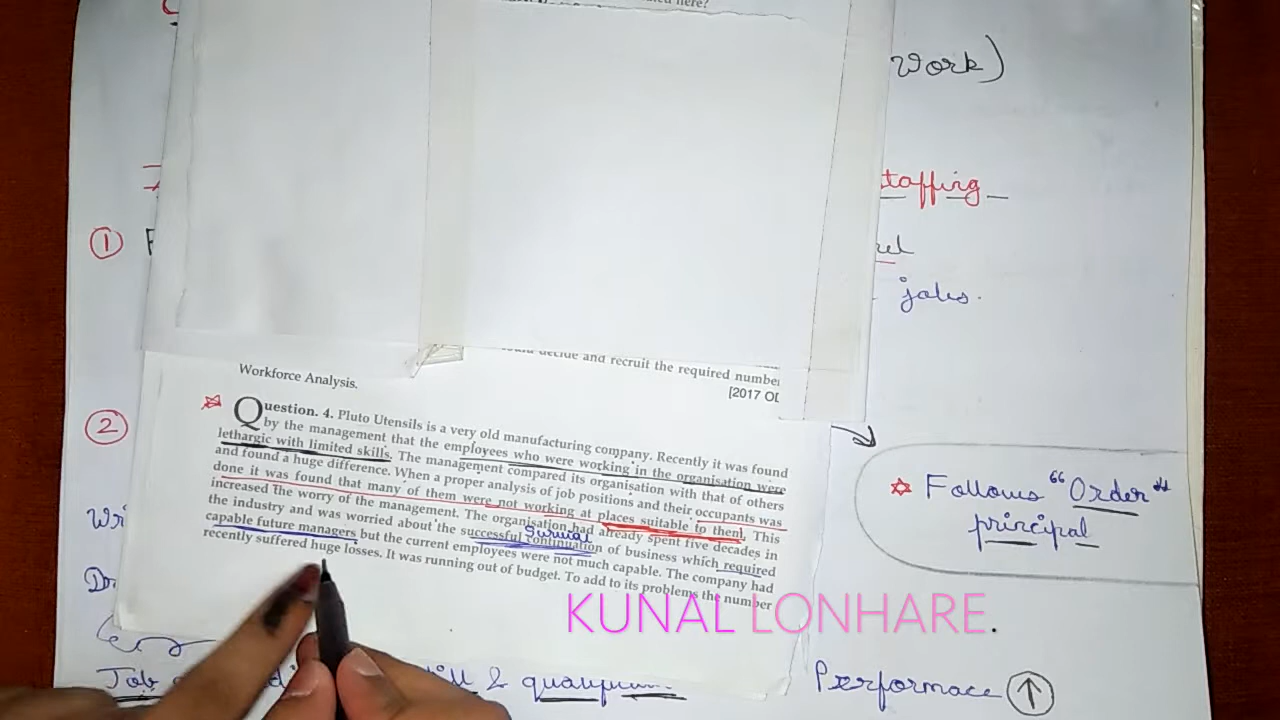 here?
Work)
Staffing
①
jobs.
decide and recruit the required number
Workforce Analysis.
[2017 OD
②
Question. 4. Pluto Utensils is a very old manufacturing company. Recently it was found
by the management that the employees who were working in the organisation were
lethargic with limited skills. The management compared its organisation with that of others
and found a huge difference. When a proper analysis of job positions and their occupants was
done it was found that many of them were not working at places suitable to them. This
increased the worry of the management. The organisation had already spent five decades in
the industry and was worried about the successful continuation of business which required
survival
capable future managers but the current employees were not much capable. The company had
recently suffered huge losses. It was running out of budget. To add to its problems the number
Follows "Order"
principal
KUNAL LONHARE.
Job
&
Performace ↑